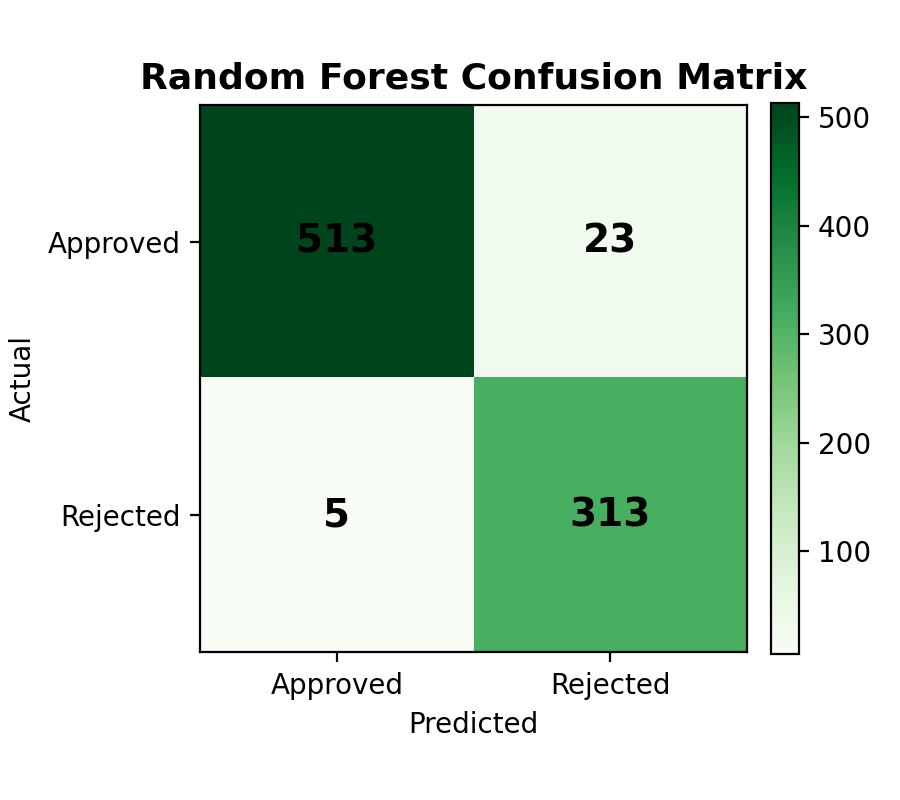 Random Forest Confusion Matrix
500
400
300
200
100
Actual
Approved
513
23
Rejected
5
313
Approved
Rejected
Predicted